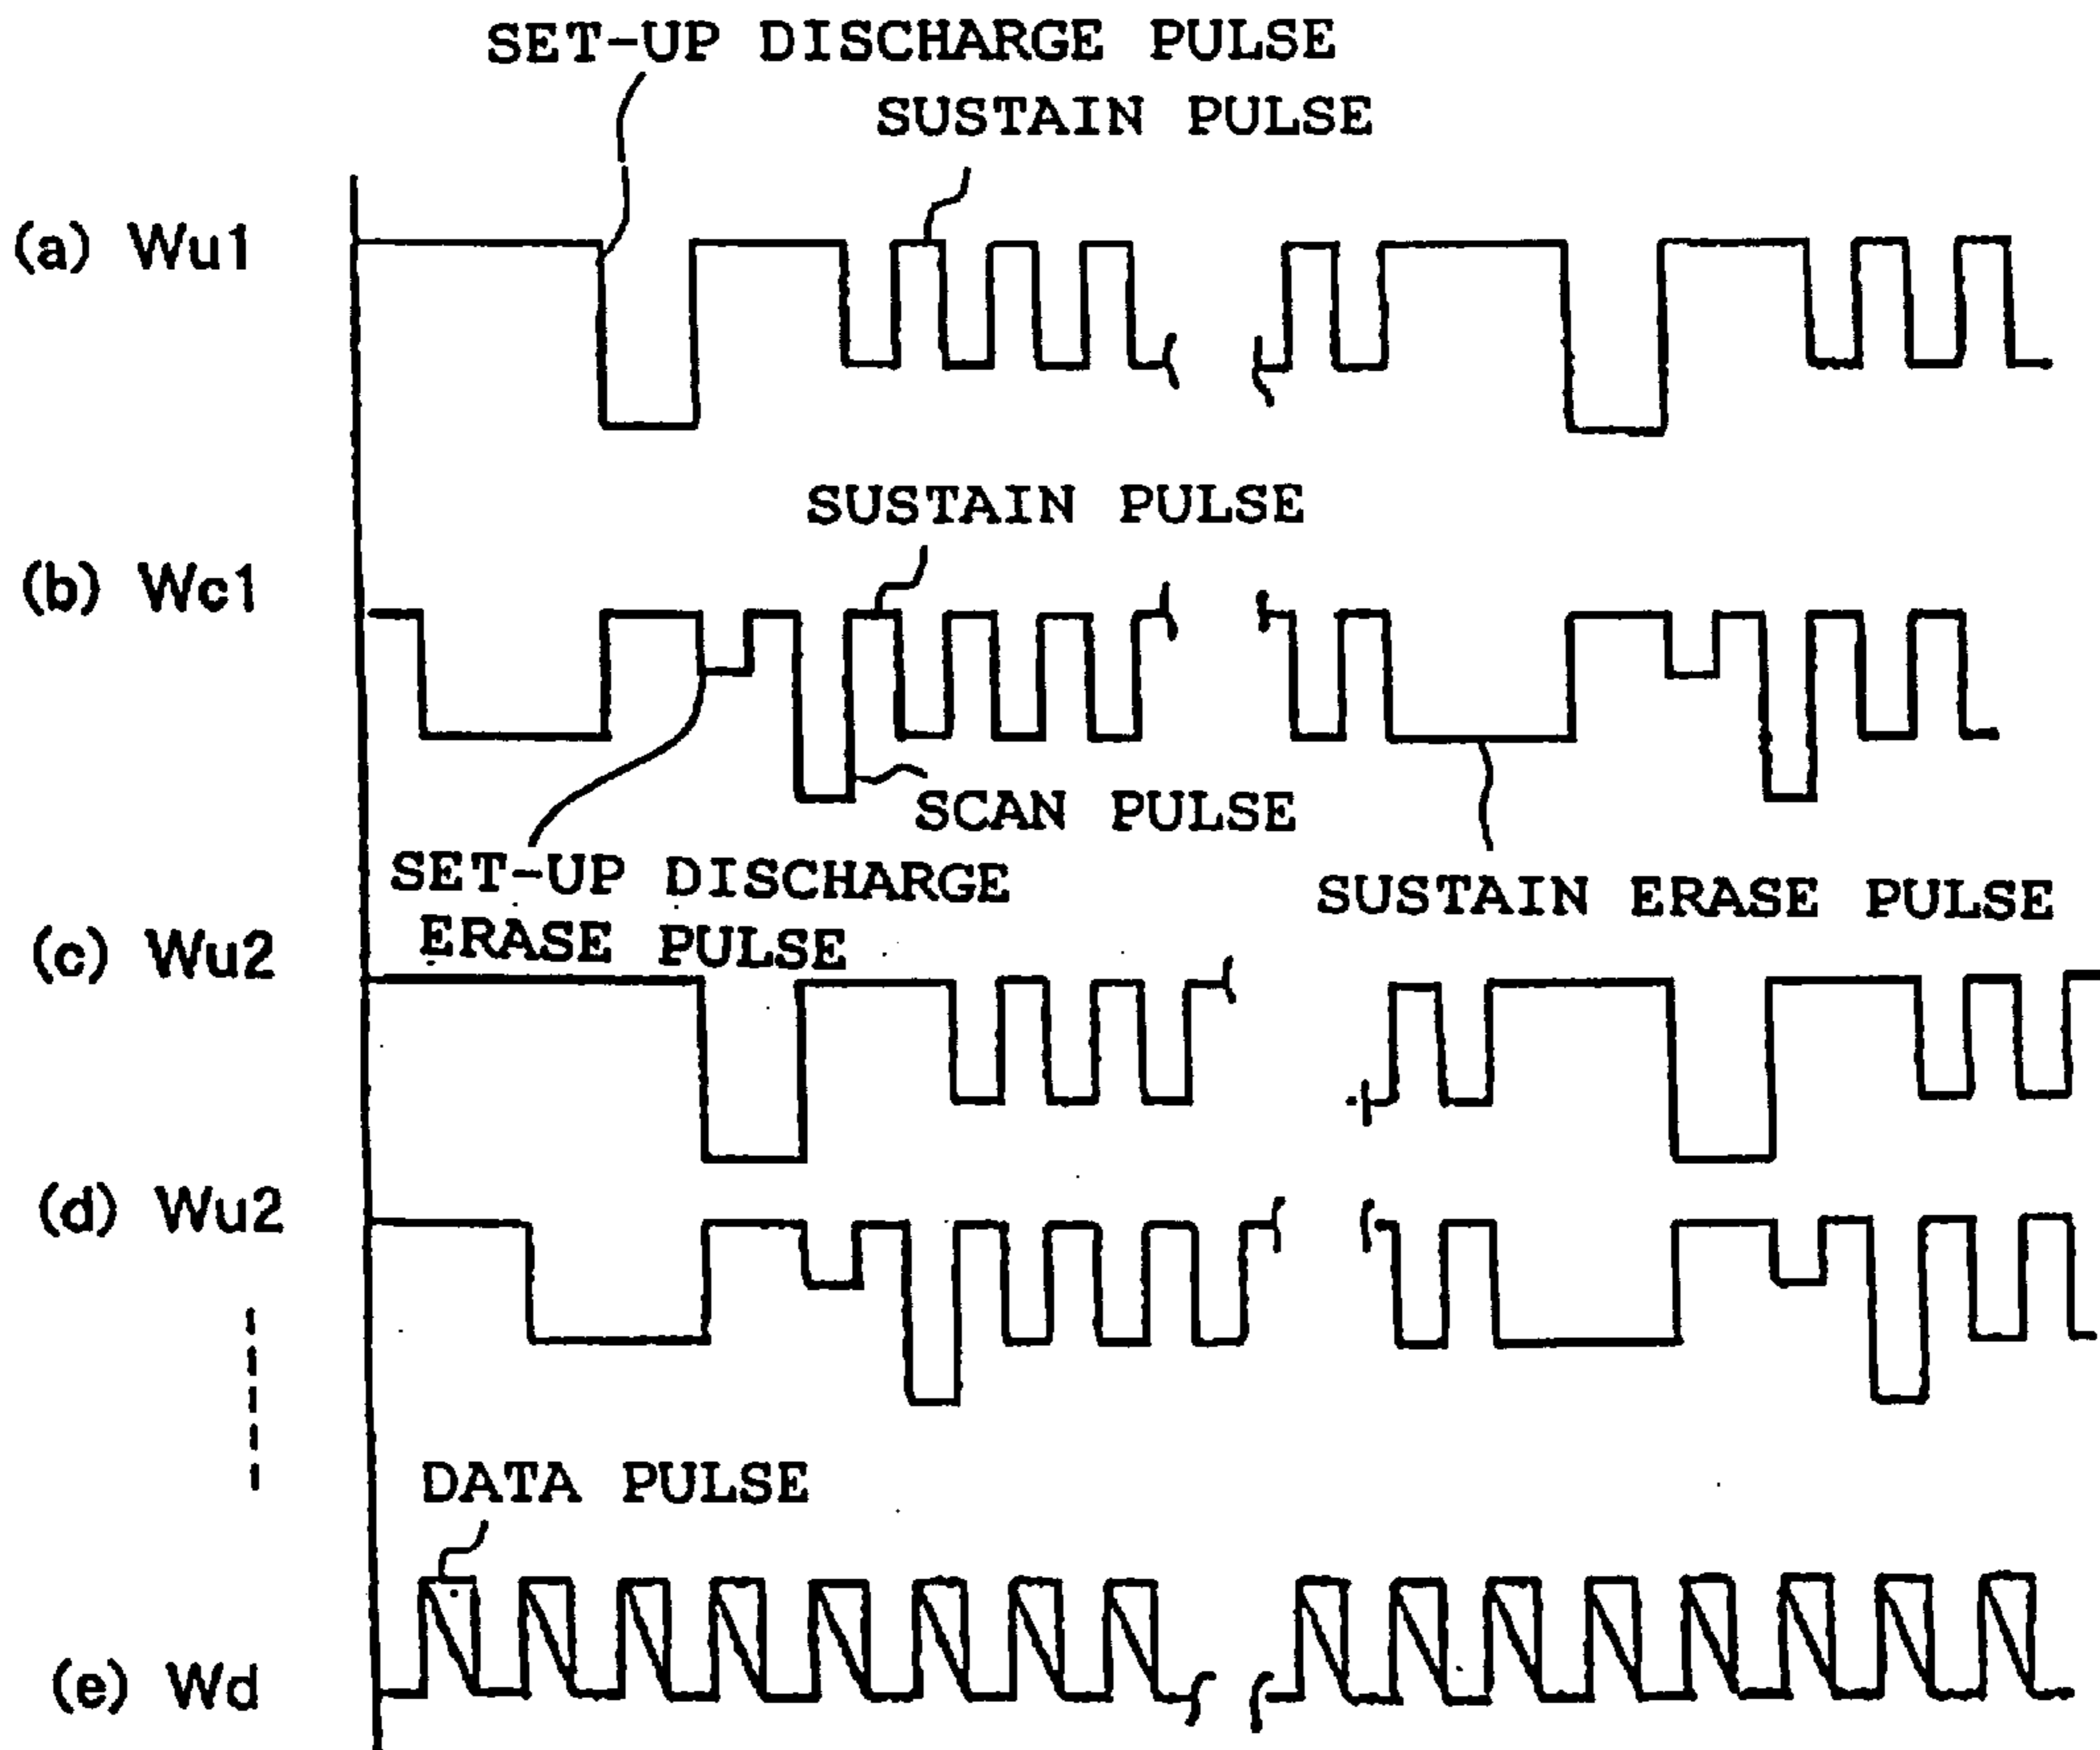 SET-UP DISCHARGE PULSE
SUSTAIN PULSE
(a) Wu1
SUSTAIN PULSE
(b) Wc1
SCAN PULSE
SET-UP DISCHARGE
ERASE PULSE
SUSTAIN ERASE PULSE
(c) Wu2
(d) Wu2
DATA PULSE
(e) Wd